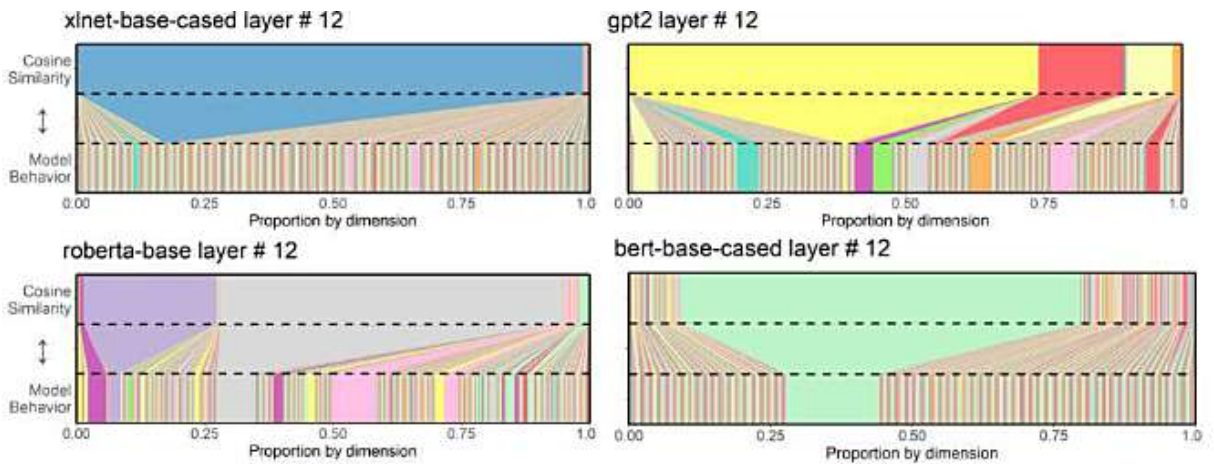 xlnet-base-cased layer # 12
Cosine
Similarity
↕
Model
Behavior
0.00 0.25 0.50 0.75 1.0
Proportion by dimension
gpt2 layer # 12
0.00 0.25 0.50 0.75 1.0
Proportion by dimension
roberta-base layer # 12
Cosine
Similarity
↕
Model
Behavior
0.00 0.25 0.50 0.75 1.0
Proportion by dimension
bert-base-cased layer # 12
0.00 0.25 0.50 0.75 1.0
Proportion by dimension